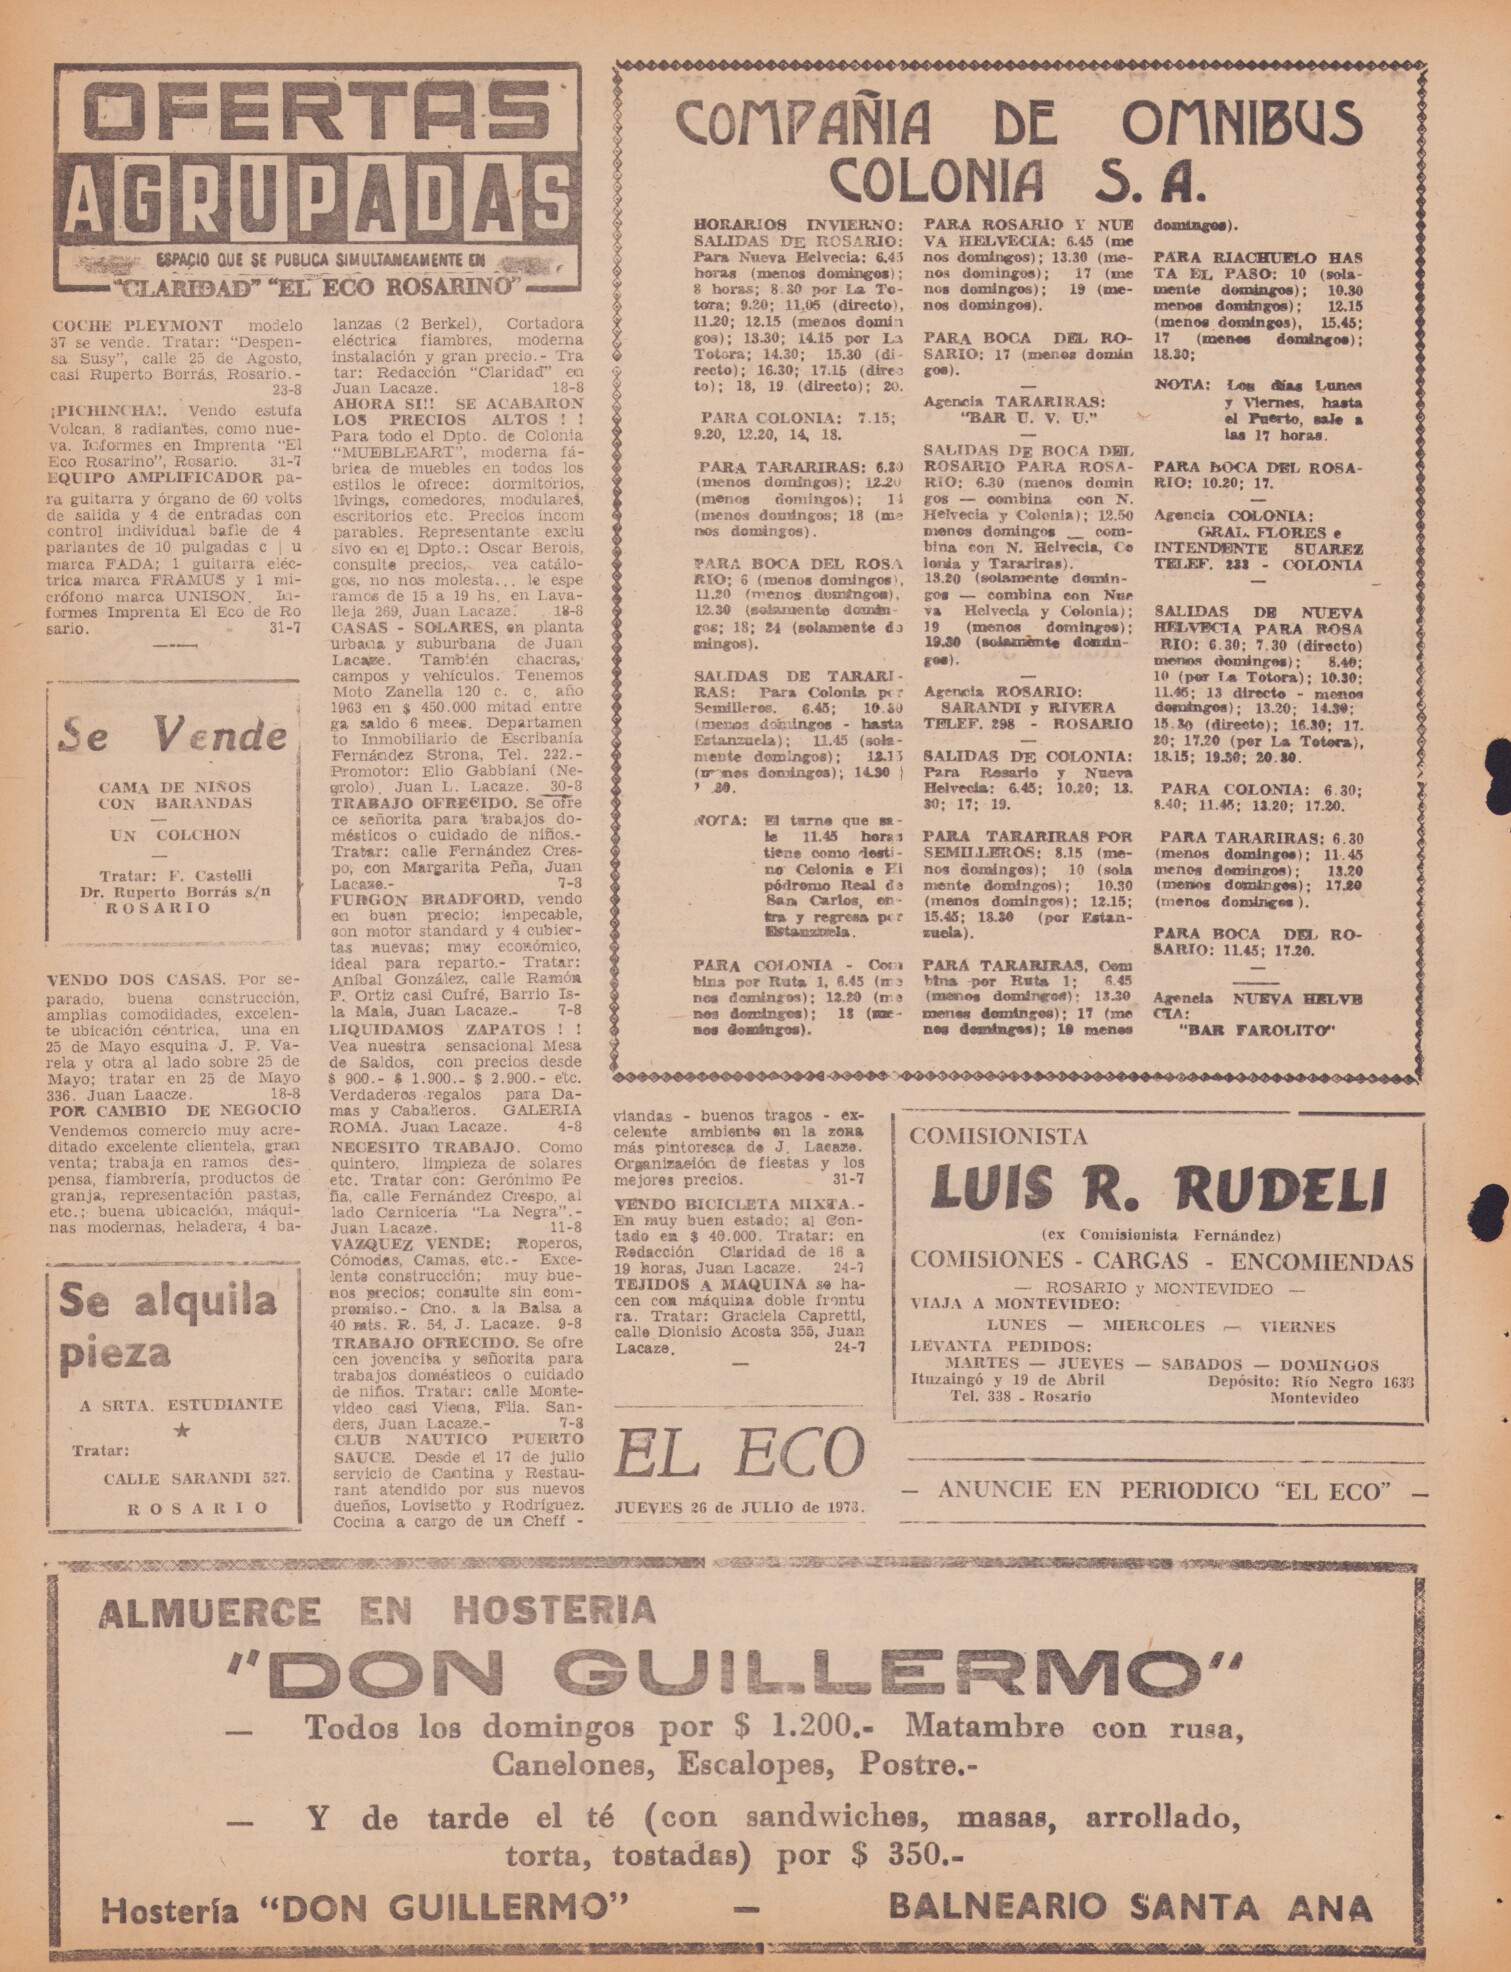 OFERTAS
AGRUPADAS
ESPACIO QUE SE PUBLICA SIMULTANEAMENTE EN
"CLARIDAD" "EL ECO ROSARINO"
COCHE PLEYMONT modelo
37 se vende. Tratar: "Despen-
sa Susy", calle 25 de Agosto,
casi Ruperto Borrás, Rosario.-
23-8
¡PICHINCHA!. Vendo estufa
Volcan, 8 radiantes, como nue-
va. Informes en Imprenta "El
Eco Rosarino", Rosario. 31-7
EQUIPO AMPLIFICADOR pa-
ra guitarra y órgano de 60 volts
de salida y 4 de entradas con
control individual bafle de 4
parlantes de 10 pulgadas c | u
marca FADA; 1 guitarra eléc-
trica marca FRAMUS y 1 mi-
crófono marca UNISON. In-
formes Imprenta El Eco de Ro
sario. 31-7
Se Vende
CAMA DE NIÑOS
CON BARANDAS
—
UN COLCHON
—
Tratar: F. Castelli
Dr. Ruperto Borrás s/n
ROSARIO
VENDO DOS CASAS. Por se-
parado, buena construcción,
amplias comodidades, excelen-
te ubicación céntrica, una en
25 de Mayo esquina J. P. Va-
rela y otra al lado sobre 25 de
Mayo; tratar en 25 de Mayo
336. Juan Laacze. 18-8
POR CAMBIO DE NEGOCIO
Vendemos comercio muy acre-
ditado excelente clientela, gran
venta; trabaja en ramos des-
pensa, fiambrería, productos de
granja, representación pastas,
etc.; buena ubicación, máqui-
nas modernas, heladera, 4 ba-
Se alquila
pieza
A SRTA. ESTUDIANTE
★
Tratar:
CALLE SARANDI 527.
ROSARIO
lanzas (2 Berkel), Cortadora
eléctrica fiambres, moderna
instalación y gran precio.- Tra
tar: Redacción "Claridad" en
Juan Lacaze. 18-8
AHORA SI!! SE ACABARON
LOS PRECIOS ALTOS ! !
Para todo el Dpto. de Colonia
"MUEBLEART", moderna fá-
brica de muebles en todos los
estilos le ofrece: dormitorios,
livings, comedores, modulares,
escritorios etc. Precios incom
parables. Representante exclu
sivo en el Dpto.: Oscar Berois,
consulte precios, vea catálo-
gos, no nos molesta... le espe
ramos de 15 a 19 hs. en Lava-
lleja 269, Juan Lacaze. 18-8
CASAS - SOLARES, en planta
urbana y suburbana de Juan
Lacaze. También chacras,
campos y vehículos. Tenemos
Moto Zanella 120 c. c. año
1963 en $ 450.000 mitad entre
ga saldo 6 mees. Departamen
to Inmobiliario de Escribanía
Fernández Strona, Tel. 222.-
Promotor: Elio Gabbiani (Ne-
grolo). Juan L. Lacaze. 30-8
TRABAJO OFRECIDO. Se ofre
ce señorita para trabajos do-
mésticos o cuidado de niños.-
Tratar: calle Fernández Cres-
po, con Margarita Peña, Juan
Lacaze.- 7-8
FURGON BRADFORD, vendo
en buen precio; impecable,
con motor standard y 4 cubier-
tas nuevas; muy económico,
ideal para reparto.- Tratar:
Aníbal González, calle Ramón
F. Ortiz casi Cufré, Barrio Is-
la Mala, Juan Lacaze.- 7-8
LIQUIDAMOS ZAPATOS ! !
Vea nuestra sensacional Mesa
de Saldos, con precios desde
$ 900.- $ 1.900.- $ 2.900.- etc.
Verdaderos regalos para Da-
mas y Caballeros. GALERIA
ROMA. Juan Lacaze. 4-8
NECESITO TRABAJO. Como
quintero, limpieza de solares
etc. Tratar con: Gerónimo Pe
ña, calle Fernández Crespo, al
lado Carnicería "La Negra".-
Juan Lacaze. 11-8
VAZQUEZ VENDE: Roperos,
Cómodas, Camas, etc.- Exce-
lente construcción; muy bue-
nos precios; consulte sin com-
promiso.- Cno. a la Balsa a
40 mts. R. 54, J. Lacaze. 9-8
TRABAJO OFRECIDO. Se ofre
cen jovencita y señorita para
trabajos domésticos o cuidado
de niños. Tratar: calle Monte-
video casi Viena, Flia. San-
ders, Juan Lacaze.- 7-8
CLUB NAUTICO PUERTO
SAUCE. Desde el 17 de julio
servicio de Cantina y Restau-
rant atendido por sus nuevos
dueños, Lovisetto y Rodríguez.
Cocina a cargo de un Cheff -
COMPAÑIA DE OMNIBUS
COLONIA S. A.
HORARIOS INVIERNO:
SALIDAS DE ROSARIO:
Para Nueva Helvecia: 6.45
horas (menos domingos);
8 horas; 8.30 por La To-
tora; 9.20; 11,05 (directo),
11.20; 12.15 (menos domin
gos); 13.30; 14.15 por La
Totora; 14.30; 15.30 (di-
recto); 16.30; 17.15 (direc
to); 18, 19 (directo); 20.
PARA COLONIA: 7.15;
9.20, 12.20, 14, 18.
PARA TARARIRAS: 6.30
(menos domingos); 12.20
(menos domingos); 14
(menos domingos; 18 (me
nos domingos).
PARA BOCA DEL ROSA
RIO; 6 (menos domingos),
11.20 (menos domingos);
12.30 (solamente domin-
gos; 18; 24 (solamente do
mingos).
SALIDAS DE TARARI-
RAS: Para Colonia por
Semilleros. 6.45; 10.30
(menos domingos - hasta
Estanzuela); 11.45 (sola-
mente domingos); 12.15
(menos domingos); 14.30
NOTA: El turno que sa-
le 11.45 horas
tiene como desti-
no Colonia e Hi
pódromo Real de
San Carlos, en-
tra y regresa por
Estanzuela.
PARA COLONIA - Com
bina por Ruta 1, 6.45 (me
nos domingos); 12.20 (me
nos domingos); 18 (me-
nos domingos).
PARA ROSARIO Y NUE
VA HELVECIA: 6.45 (me
nos domingos); 13.30 (me-
nos domingos); 17 (me
nos domingos); 19 (me-
nos domingos).
PARA BOCA DEL RO-
SARIO: 17 (menos domin
gos).
—
Agencia TARARIRAS:
"BAR U. V. U."
—
SALIDAS DE BOCA DEL
ROSARIO PARA ROSA-
RIO: 6.30 (menos domin
gos — combina con N.
Helvecia y Colonia); 12.50
menos domingos — com-
bina con N. Helvecia, Co
lonia y Tarariras).
13.20 (solamente domin-
gos — combina con Nue
va Helvecia y Colonia);
19 (menos domingos);
19.30 (solamente domin-
gos).
—
Agencia ROSARIO:
SARANDI y RIVERA
TELEF. 298 - ROSARIO
—
SALIDAS DE COLONIA:
Para Rosario y Nueva
Helvecia: 6.45; 10.20; 13.
30; 17; 19.
PARA TARARIRAS POR
SEMILLEROS: 8.15 (me-
nos domingos); 10 (sola
mente domingos); 10.30
(menos domingos); 12.15;
15.45; 18.30 (por Estan-
zuela).
PARA TARARIRAS, Com
bina por Ruta 1; 6.45
(menos domingos); 13.30
menos domingos); 17 (me
nos domingos); 19 menos
domingos).
PARA RIACHUELO HAS
TA EL PASO: 10 (sola-
mente domingos); 10.30
menos domingos); 12.15
(menos domingos), 15.45;
17 (menos domingos);
18.30;
NOTA: Los días Lunes
y Viernes, hasta
el Puerto, sale a
las 17 horas.
PARA BOCA DEL ROSA-
RIO: 10.20; 17.
—
Agencia COLONIA:
GRAL. FLORES e
INTENDENTE SUAREZ
TELEF. 233 - COLONIA
—
SALIDAS DE NUEVA
HELVECIA PARA ROSA
RIO: 6.30; 7.30 (directo)
menos domingos); 8.40;
10 (por La Totora); 10.30;
11.45; 13 directo - menos
domingos); 13.20; 14.30;
15.30 (directo); 16.30; 17.
20; 17.20 (por La Totora),
18.15; 19.30; 20.30.
PARA COLONIA: 6.30;
8.40; 11.45; 13.20; 17.20.
PARA TARARIRAS: 6.30
(menos domingos); 11.45
menos domingos); 13.20
(menos domingos); 17.20
(menos domingos).
PARA BOCA DEL RO-
SARIO: 11.45; 17.20.
—
Agencia NUEVA HELVE
CIA:
"BAR FAROLITO"
viandas - buenos tragos - ex-
celente ambiente en la zona
más pintoresca de J. Lacaze.
Organización de fiestas y los
mejores precios. 31-7
VENDO BICICLETA MIXTA.-
En muy buen estado; al Con-
tado en $ 40.000. Tratar: en
Redacción Claridad de 16 a
19 horas, Juan Lacaze. 24-7
TEJIDOS A MAQUINA se ha-
cen con máquina doble frontu
ra. Tratar: Graciela Capretti,
calle Dionisio Acosta 355, Juan
Lacaze. 24-7
—
EL ECO
JUEVES 26 de JULIO de 1973.
COMISIONISTA
LUIS R. RUDELI
(ex Comisionista Fernández)
COMISIONES - CARGAS - ENCOMIENDAS
— ROSARIO y MONTEVIDEO —
VIAJA A MONTEVIDEO:
LUNES — MIERCOLES — VIERNES
LEVANTA PEDIDOS:
MARTES — JUEVES — SABADOS — DOMINGOS
Ituzaingó y 19 de Abril Depósito: Río Negro 1633
Tel. 338 - Rosario Montevideo
— ANUNCIE EN PERIODICO "EL ECO" —
ALMUERCE EN HOSTERIA
"DON GUILLERMO"
— Todos los domingos por $ 1.200.- Matambre con rusa,
Canelones, Escalopes, Postre.-
— Y de tarde el té (con sandwiches, masas, arrollado,
torta, tostadas) por $ 350.-
Hostería "DON GUILLERMO" — BALNEARIO SANTA ANA